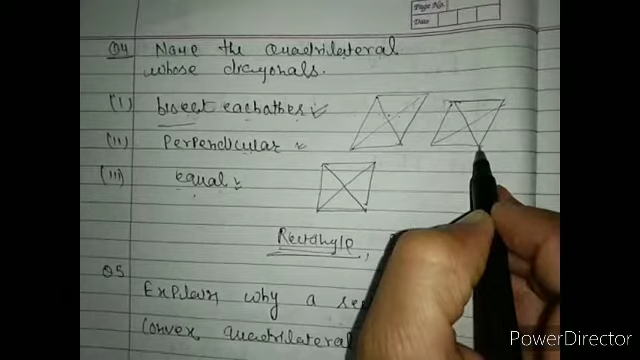 Page No.
Date
Q4 Name the Quadrilateral
whose diagonals.
(I) bisect eachother
(II) Perpendicular
(III) equal
Rectangle,
Q5
Explain why a
Convex Quadrilateral
PowerDirector